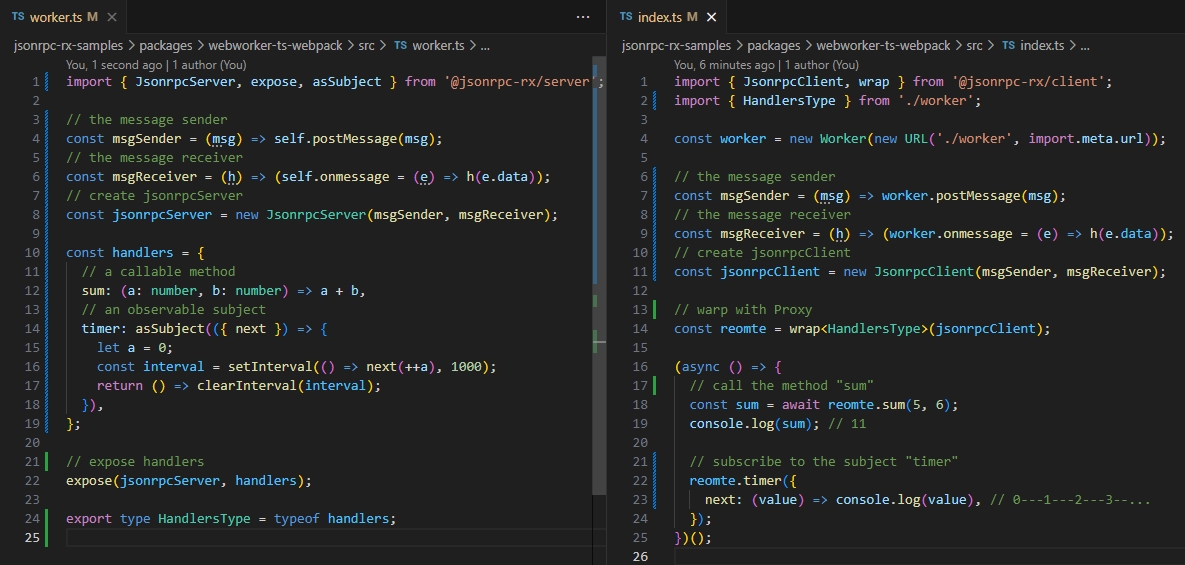 TS worker.ts M ×
...
jsonrpc-rx-samples > packages > webworker-ts-webpack > src > TS worker.ts > ...
You, 1 second ago | 1 author (You)
1 import { JsonrpcServer, expose, asSubject } from '@jsonrpc-rx/server';
2
3 // the message sender
4 const msgSender = (msg) => self.postMessage(msg);
5 // the message receiver
6 const msgReceiver = (h) => (self.onmessage = (e) => h(e.data));
7 // create jsonrpcServer
8 const jsonrpcServer = new JsonrpcServer(msgSender, msgReceiver);
9
10 const handlers = {
11 // a callable method
12 sum: (a: number, b: number) => a + b,
13 // an observable subject
14 timer: asSubject(({ next }) => {
15 let a = 0;
16 const interval = setInterval(() => next(++a), 1000);
17 return () => clearInterval(interval);
18 }),
19 };
20
21 // expose handlers
22 expose(jsonrpcServer, handlers);
23
24 export type HandlersType = typeof handlers;
25
TS index.ts M ×
jsonrpc-rx-samples > packages > webworker-ts-webpack > src > TS index.ts > ...
You, 6 minutes ago | 1 author (You)
1 import { JsonrpcClient, wrap } from '@jsonrpc-rx/client';
2 import { HandlersType } from './worker';
3
4 const worker = new Worker(new URL('./worker', import.meta.url));
5
6 // the message sender
7 const msgSender = (msg) => worker.postMessage(msg);
8 // the message receiver
9 const msgReceiver = (h) => (worker.onmessage = (e) => h(e.data));
10 // create jsonrpcClient
11 const jsonrpcClient = new JsonrpcClient(msgSender, msgReceiver);
12
13 // warp with Proxy
14 const reomte = wrap<HandlersType>(jsonrpcClient);
15
16 (async () => {
17 // call the method "sum"
18 const sum = await reomte.sum(5, 6);
19 console.log(sum); // 11
20
21 // subscribe to the subject "timer"
22 reomte.timer({
23 next: (value) => console.log(value), // 0---1---2---3--...
24 });
25 })();
26